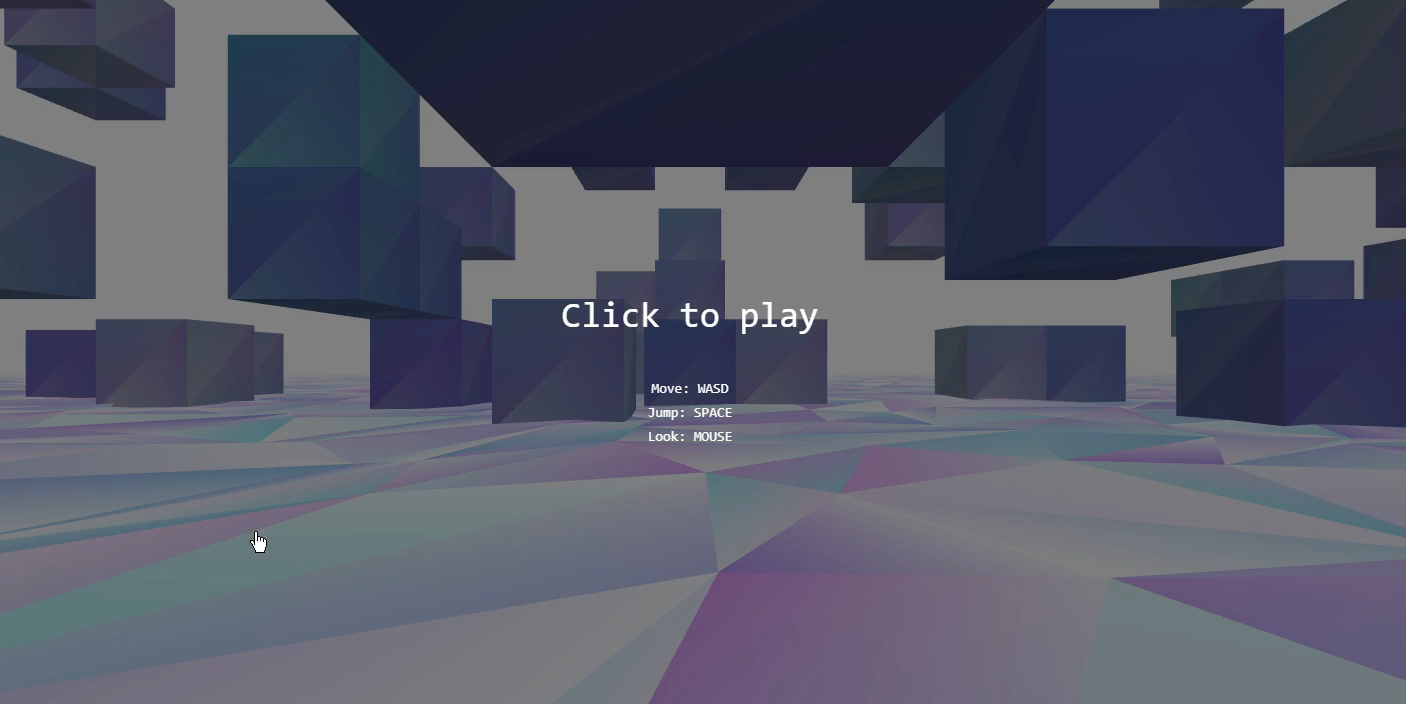 Click to play
Move: WASD
Jump: SPACE
Look: MOUSE